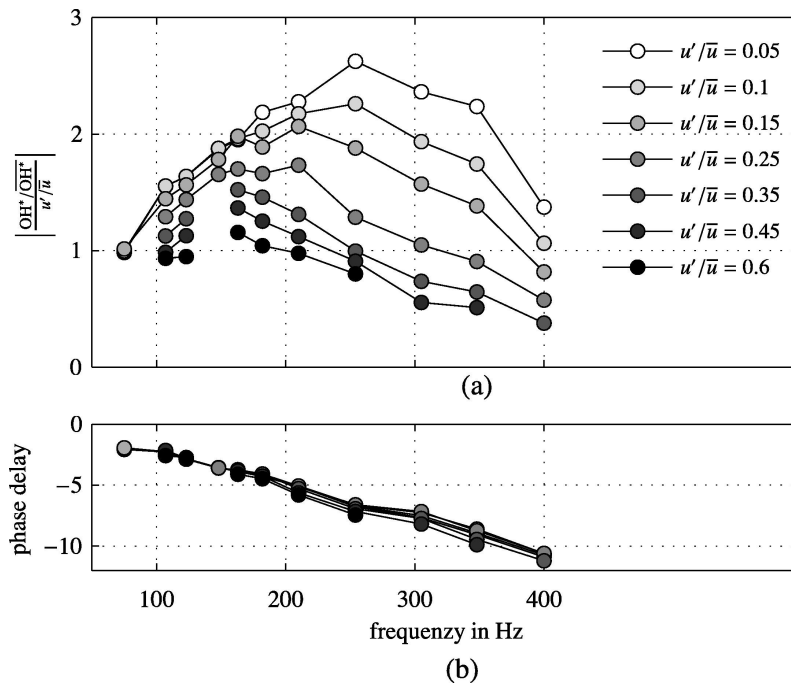 3
2
1
0
|OH*/O̅H̅*̅ / u′/u̅|
u′/u̅ = 0.05
u′/u̅ = 0.1
u′/u̅ = 0.15
u′/u̅ = 0.25
u′/u̅ = 0.35
u′/u̅ = 0.45
u′/u̅ = 0.6
(a)
0
−5
−10
phase delay
100 200 300 400
frequenzy in Hz
(b)